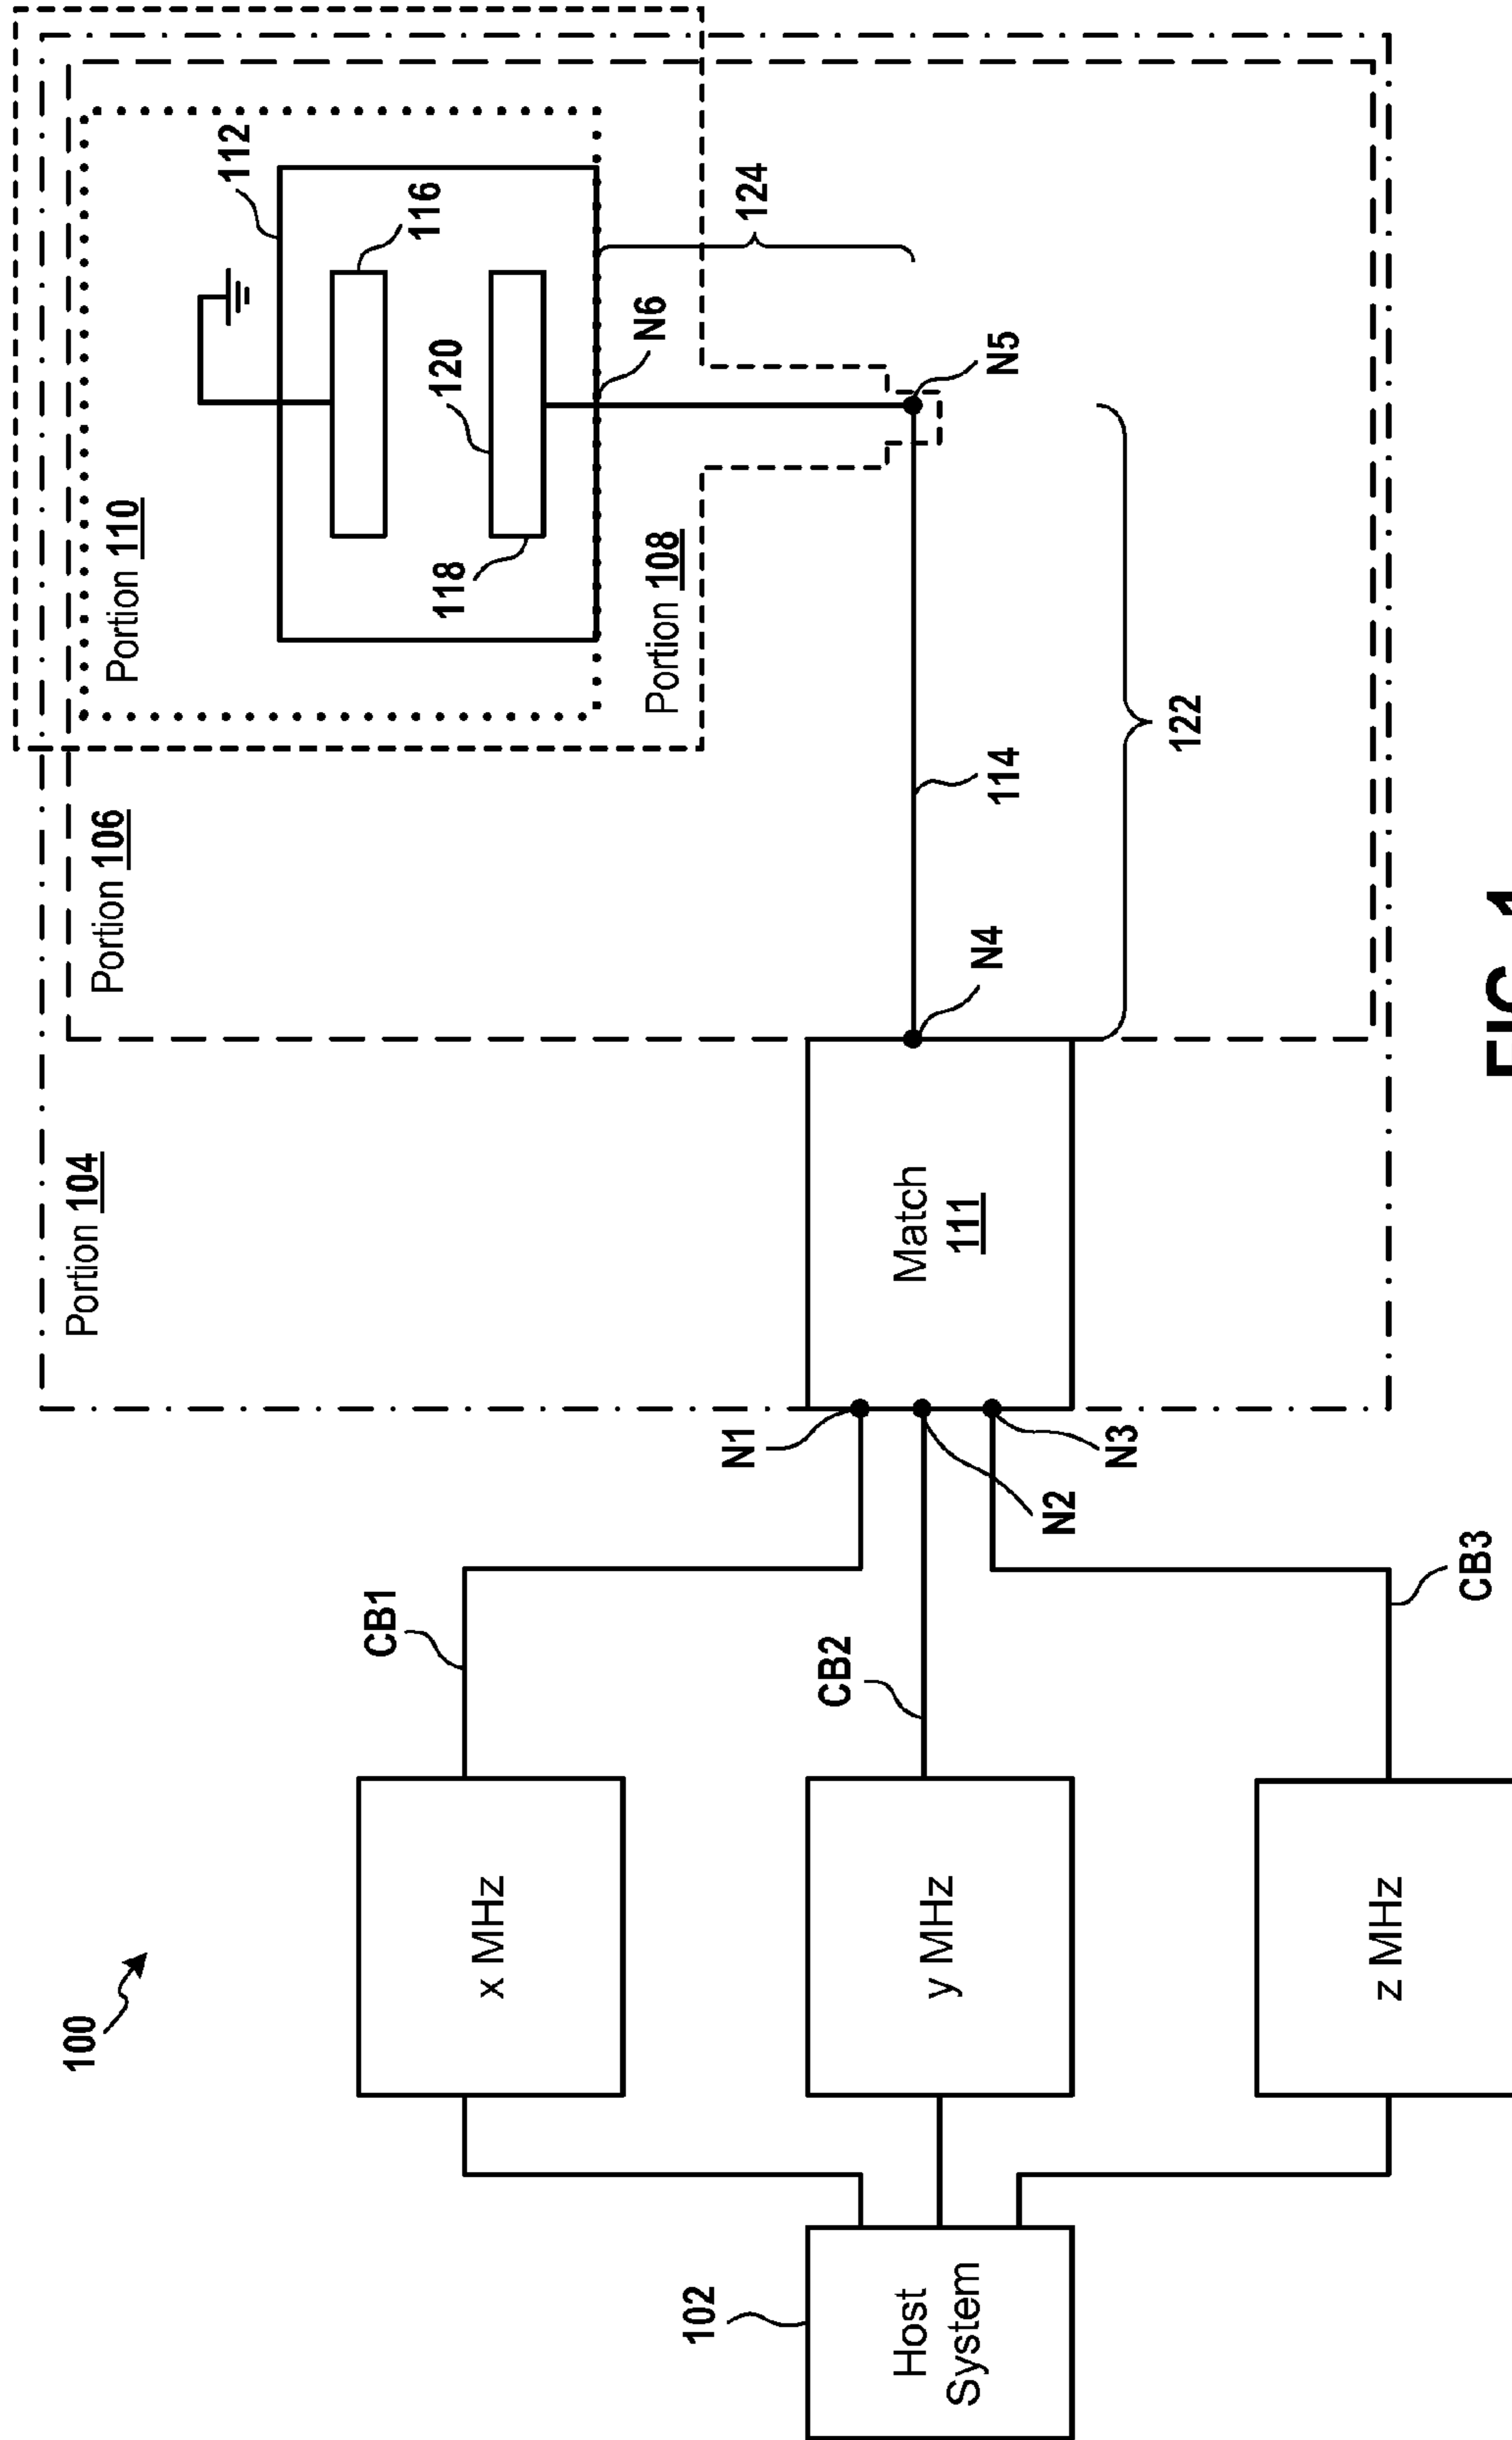 100
102
Host
System
x MHz
y MHz
z MHz
CB1
CB2
CB3
N1
N2
N3
Portion 104
Match
111
Portion 106
N4
114
122
Portion 108
Portion 110
112
116
118
120
N6
124
N5
FIG. 1